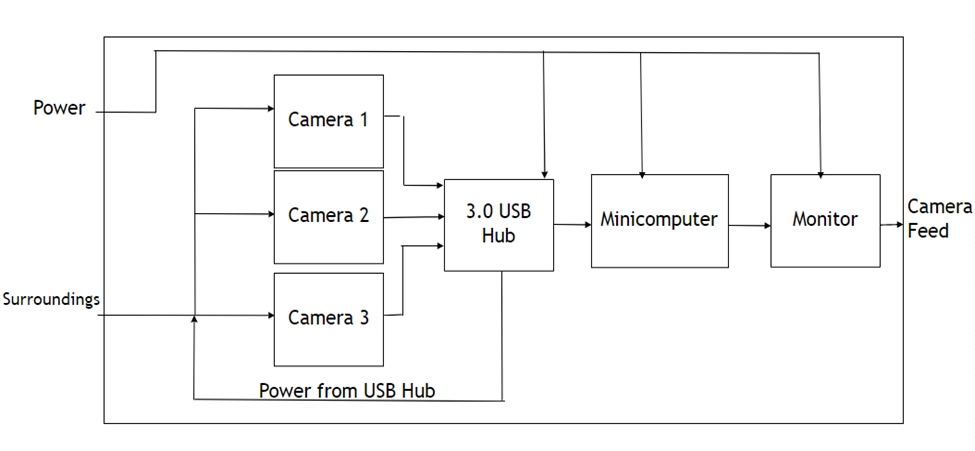 Power
Camera 1
Camera 2
3.0 USB
Hub
Minicomputer
Monitor
Camera
Feed
Surroundings
Camera 3
Power from USB Hub